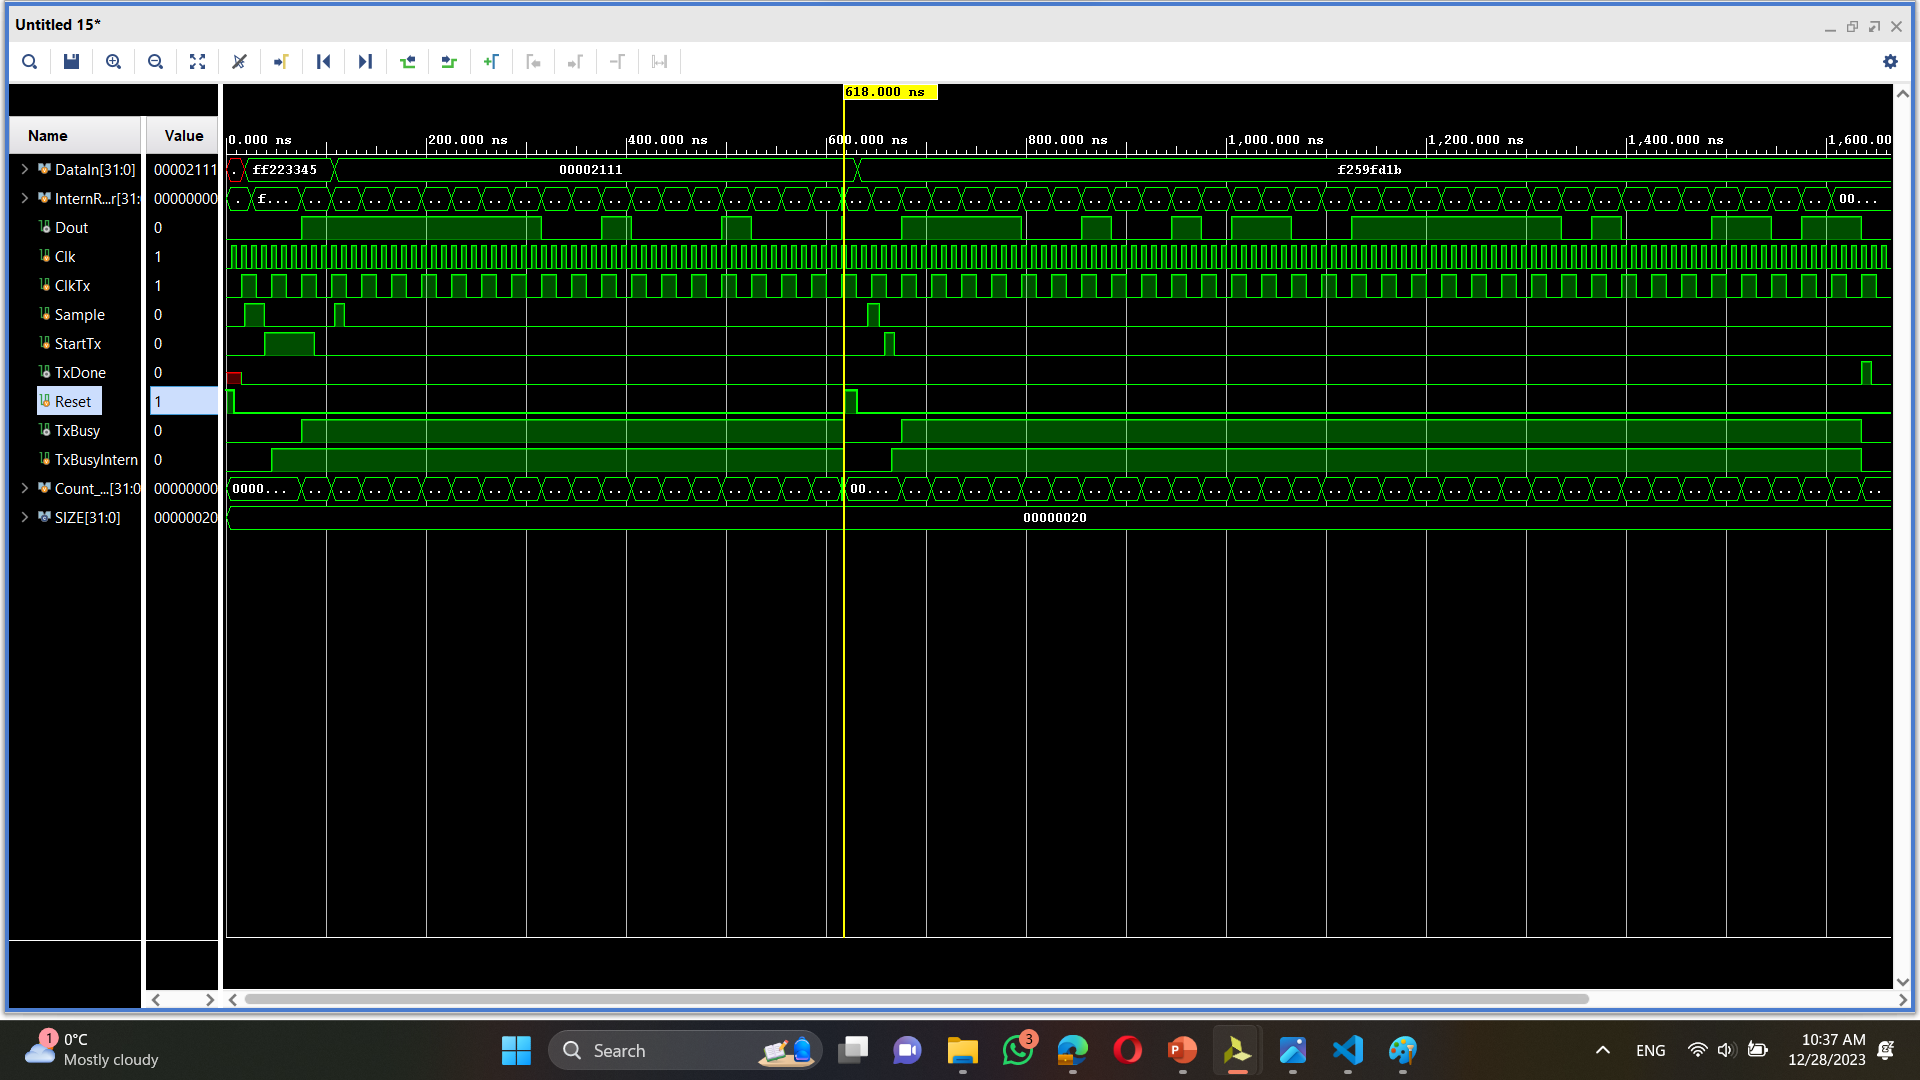 Untitled 15*
618.000 ns
Name Value
0.000 ns 200.000 ns 400.000 ns 600.000 ns 800.000 ns 1,000.000 ns 1,200.000 ns 1,400.000 ns 1,600.00
DataIn[31:0] 00002111 . ff223345 00002111 f259fd1b
InternR...r[31: 00000000 f... 00...
Dout 0
Clk 1
ClkTx 1
Sample 0
StartTx 0
TxDone 0
Reset 1
TxBusy 0
TxBusyIntern 0
Count_...[31:0 00000000 0000... 00...
SIZE[31:0] 00000020 00000020
1 0°C
Mostly cloudy
Search
3
P
ENG
10:37 AM
12/28/2023